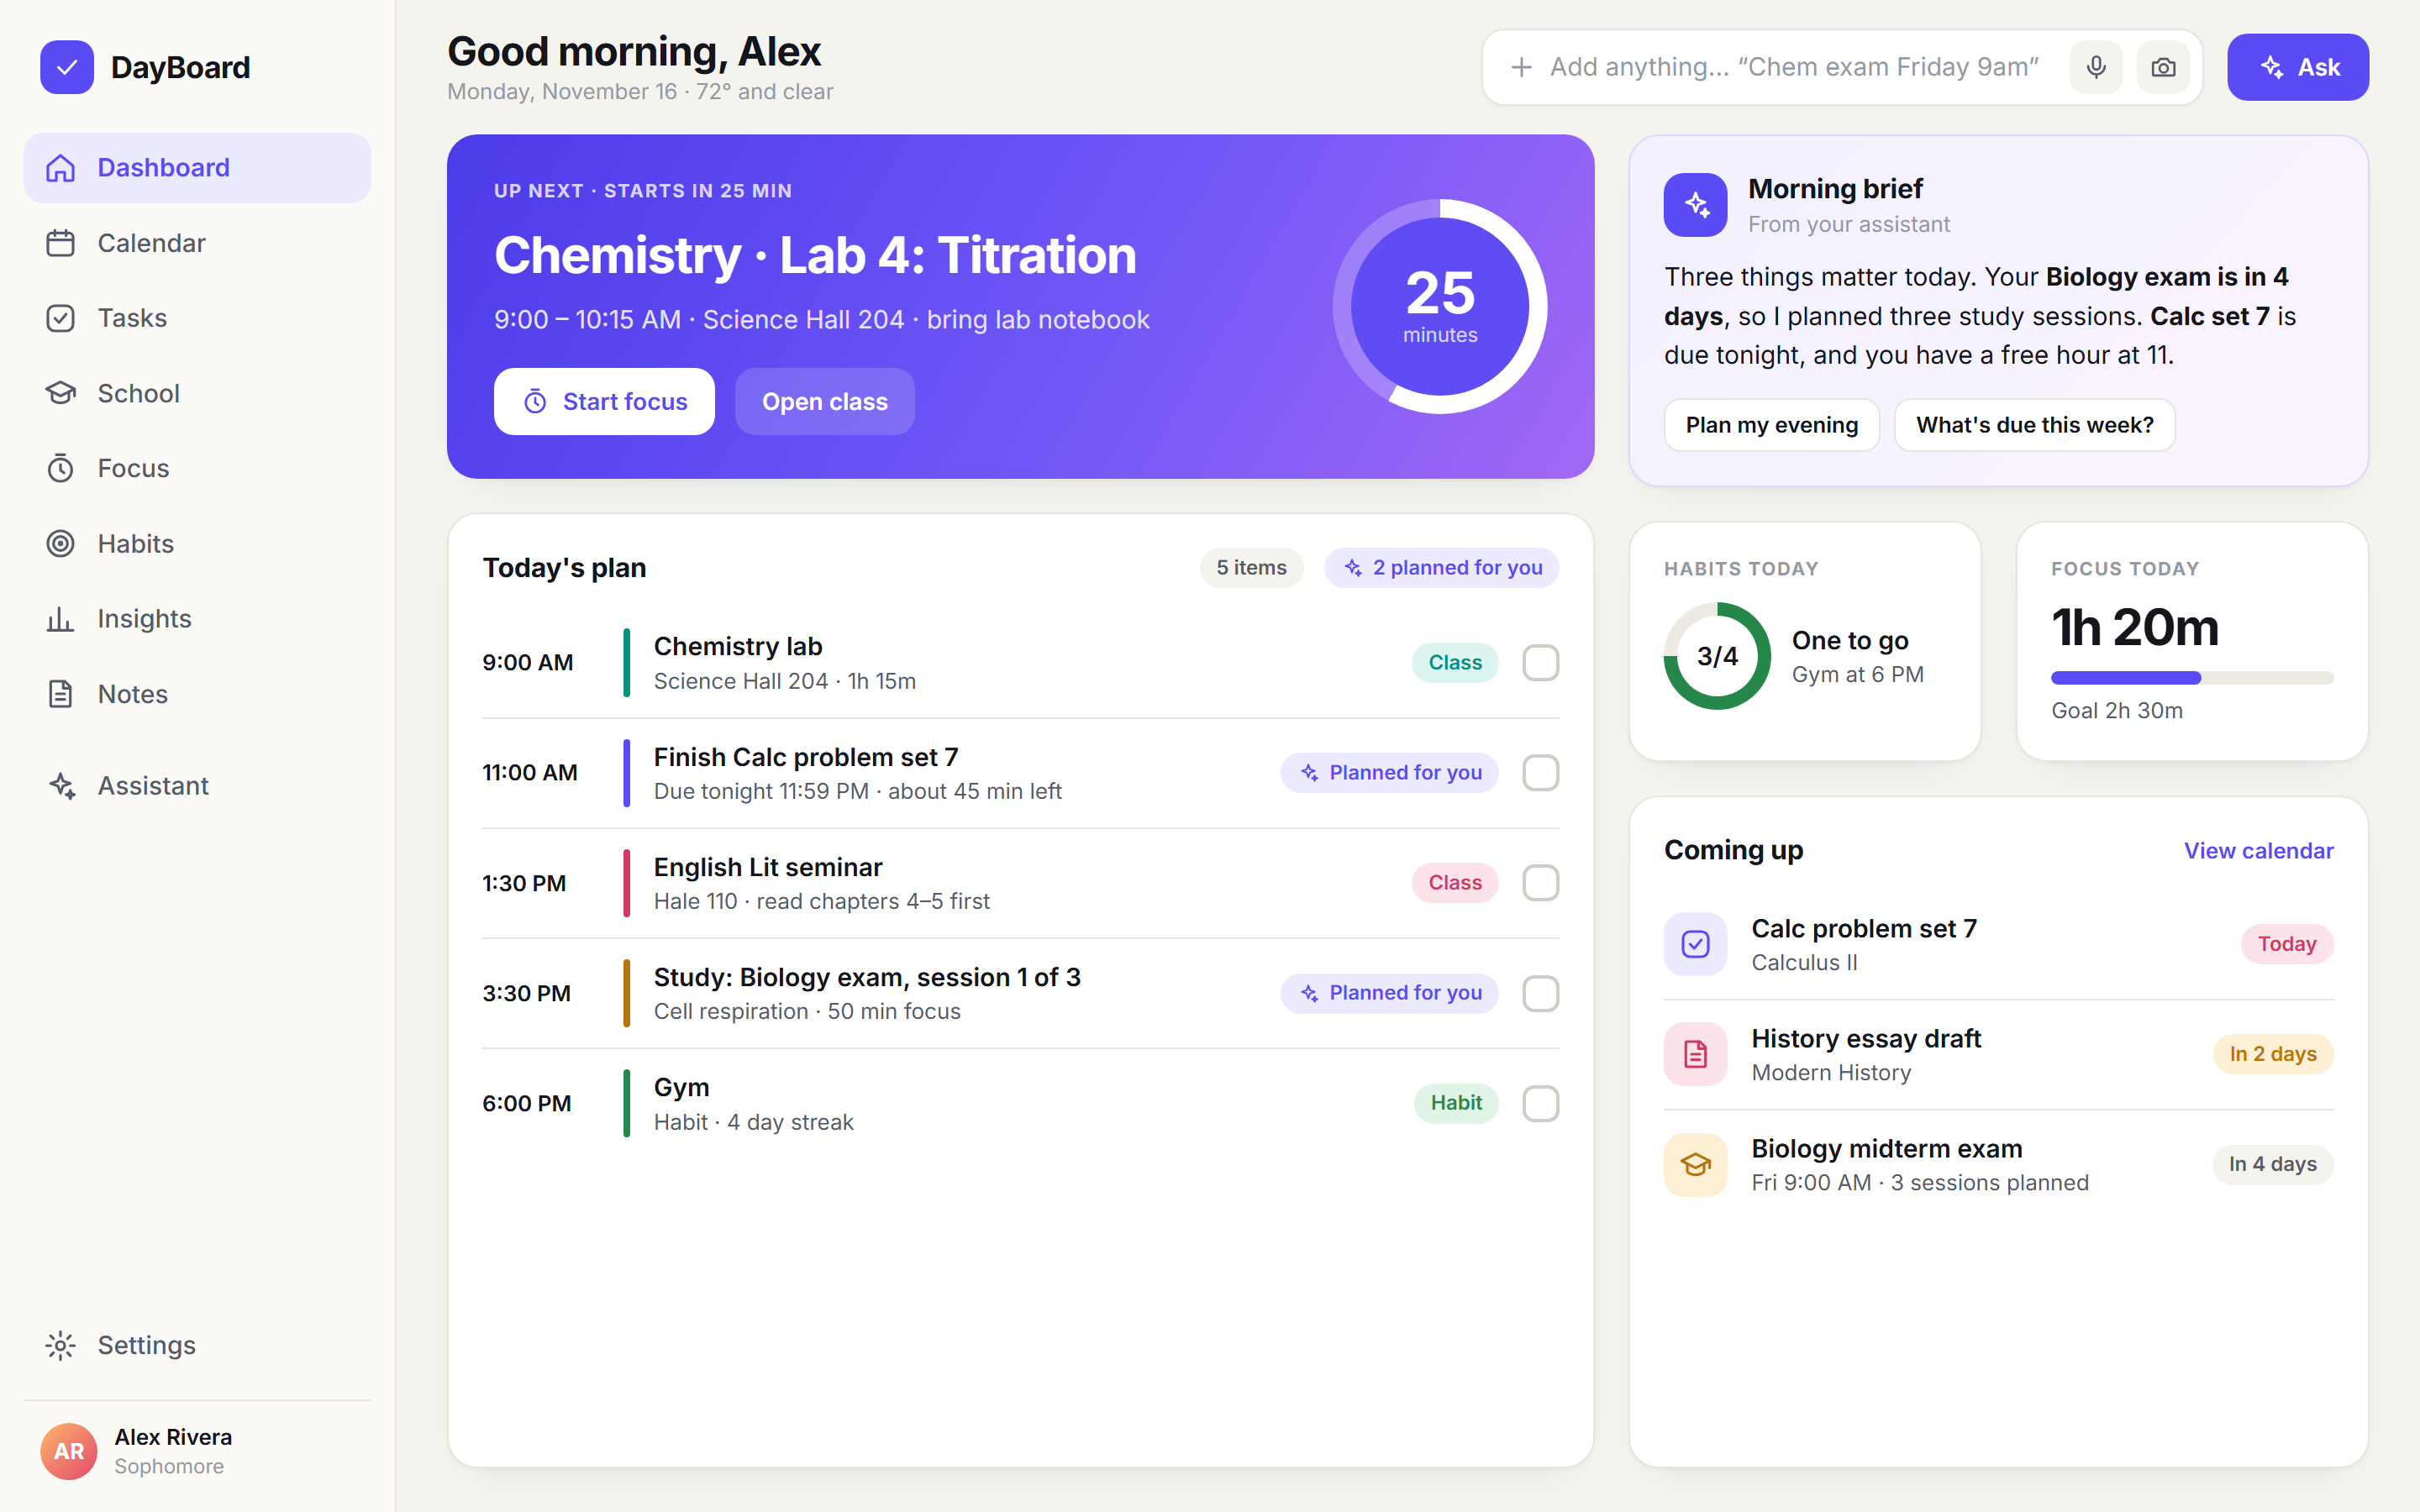 DayBoard
Dashboard
Calendar
Tasks
School
Focus
Habits
Insights
Notes
Assistant
Settings
AR
Alex Rivera
Sophomore
Good morning, Alex
Monday, November 16 · 72° and clear
Add anything... “Chem exam Friday 9am”
Ask
UP NEXT · STARTS IN 25 MIN
Chemistry · Lab 4: Titration
9:00 – 10:15 AM · Science Hall 204 · bring lab notebook
Start focus
Open class
25
minutes
Morning brief
From your assistant
Three things matter today. Your Biology exam is in 4
days, so I planned three study sessions. Calc set 7 is
due tonight, and you have a free hour at 11.
Plan my evening
What's due this week?
Today's plan
5 items
2 planned for you
9:00 AM
Chemistry lab
Science Hall 204 · 1h 15m
Class
11:00 AM
Finish Calc problem set 7
Due tonight 11:59 PM · about 45 min left
Planned for you
1:30 PM
English Lit seminar
Hale 110 · read chapters 4–5 first
Class
3:30 PM
Study: Biology exam, session 1 of 3
Cell respiration · 50 min focus
Planned for you
6:00 PM
Gym
Habit · 4 day streak
Habit
HABITS TODAY
3/4
One to go
Gym at 6 PM
FOCUS TODAY
1h 20m
Goal 2h 30m
Coming up
View calendar
Calc problem set 7
Calculus II
Today
History essay draft
Modern History
In 2 days
Biology midterm exam
Fri 9:00 AM · 3 sessions planned
In 4 days